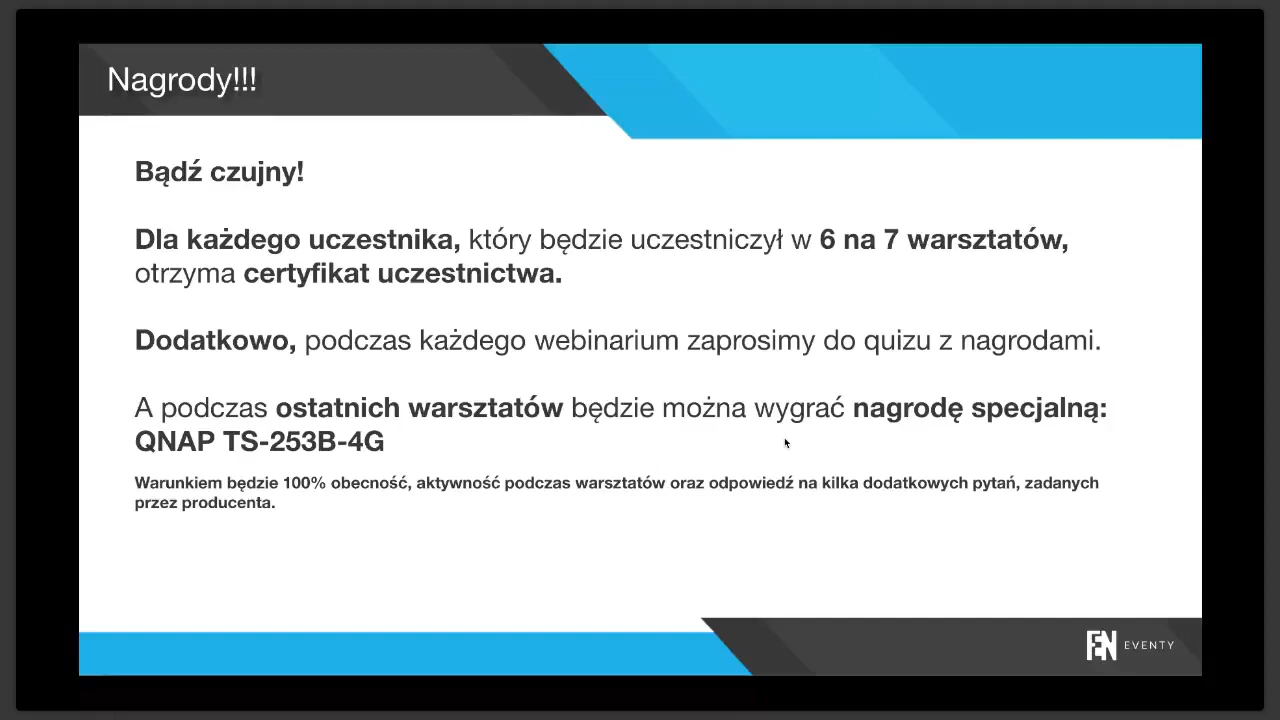 Nagrody!!!
Bądź czujny!
Dla każdego uczestnika, który będzie uczestniczył w 6 na 7 warsztatów,
otrzyma certyfikat uczestnictwa.
Dodatkowo, podczas każdego webinarium zaprosimy do quizu z nagrodami.
A podczas ostatnich warsztatów będzie można wygrać nagrodę specjalną:
QNAP TS-253B-4G
Warunkiem będzie 100% obecność, aktywność podczas warsztatów oraz odpowiedź na kilka dodatkowych pytań, zadanych
przez producenta.
EN EVENTY